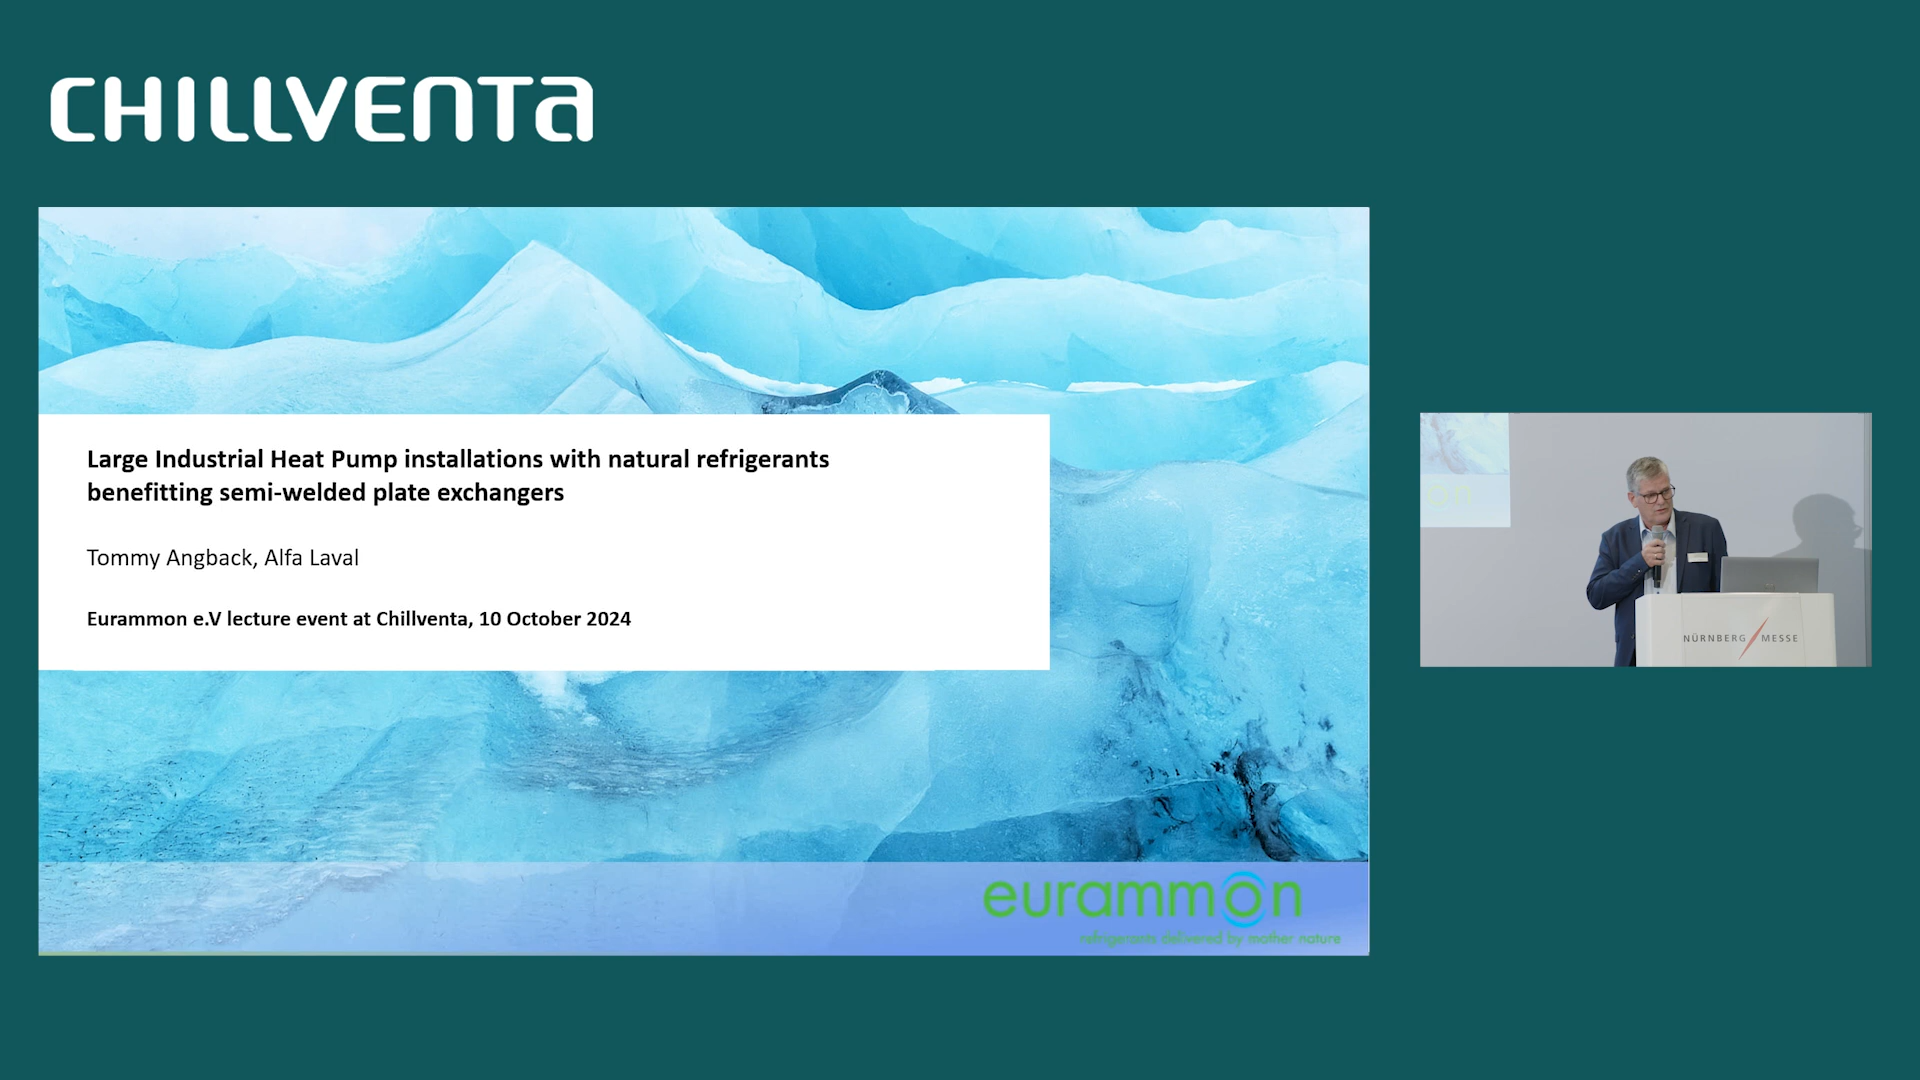 CHILLVENTA
Large Industrial Heat Pump installations with natural refrigerants
benefitting semi-welded plate exchangers
Tommy Angback, Alfa Laval
Eurammon e.V lecture event at Chillventa, 10 October 2024
eurammon
refrigerants delivered by mother nature
on
NÜRNBERG MESSE